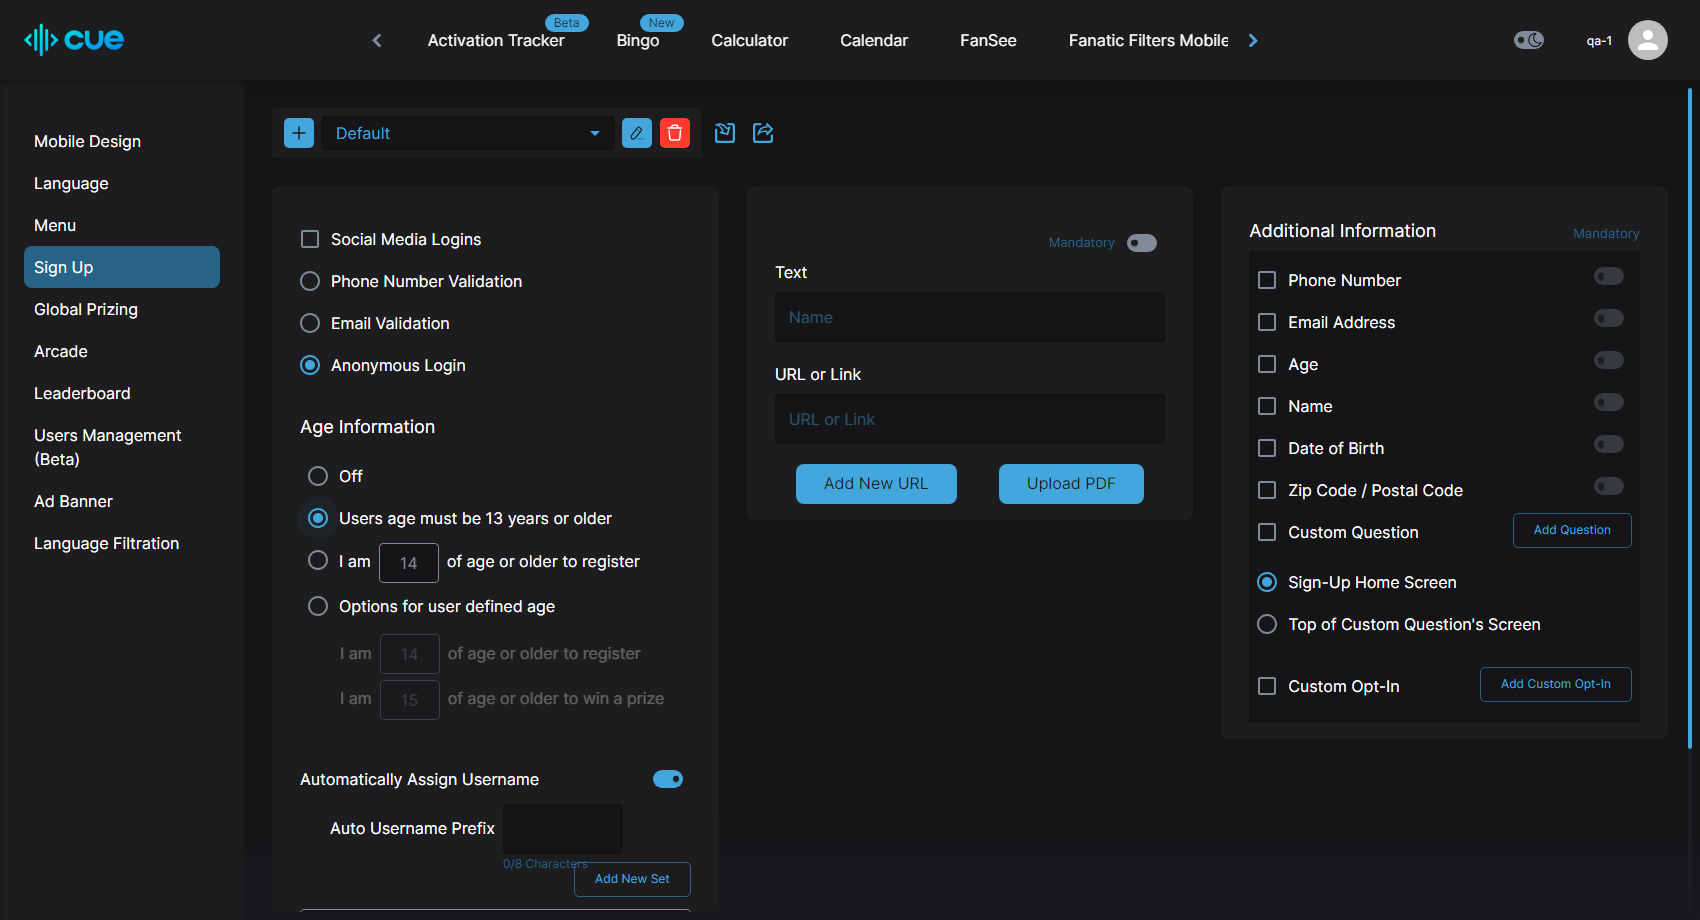 cue
Activation Tracker
Beta
Bingo
New
Calculator
Calendar
FanSee
Fanatic Filters Mobile
qa-1
Mobile Design
Language
Menu
Sign Up
Global Prizing
Arcade
Leaderboard
Users Management
(Beta)
Ad Banner
Language Filtration
Default
Social Media Logins
Phone Number Validation
Email Validation
Anonymous Login
Age Information
Off
Users age must be 13 years or older
I am 14 of age or older to register
Options for user defined age
I am 14 of age or older to register
I am 15 of age or older to win a prize
Automatically Assign Username
Auto Username Prefix
0/8 Characters
Add New Set
Mandatory
Text
Name
URL or Link
URL or Link
Add New URL
Upload PDF
Additional Information
Mandatory
Phone Number
Email Address
Age
Name
Date of Birth
Zip Code / Postal Code
Custom Question
Add Question
Sign-Up Home Screen
Top of Custom Question's Screen
Custom Opt-In
Add Custom Opt-In